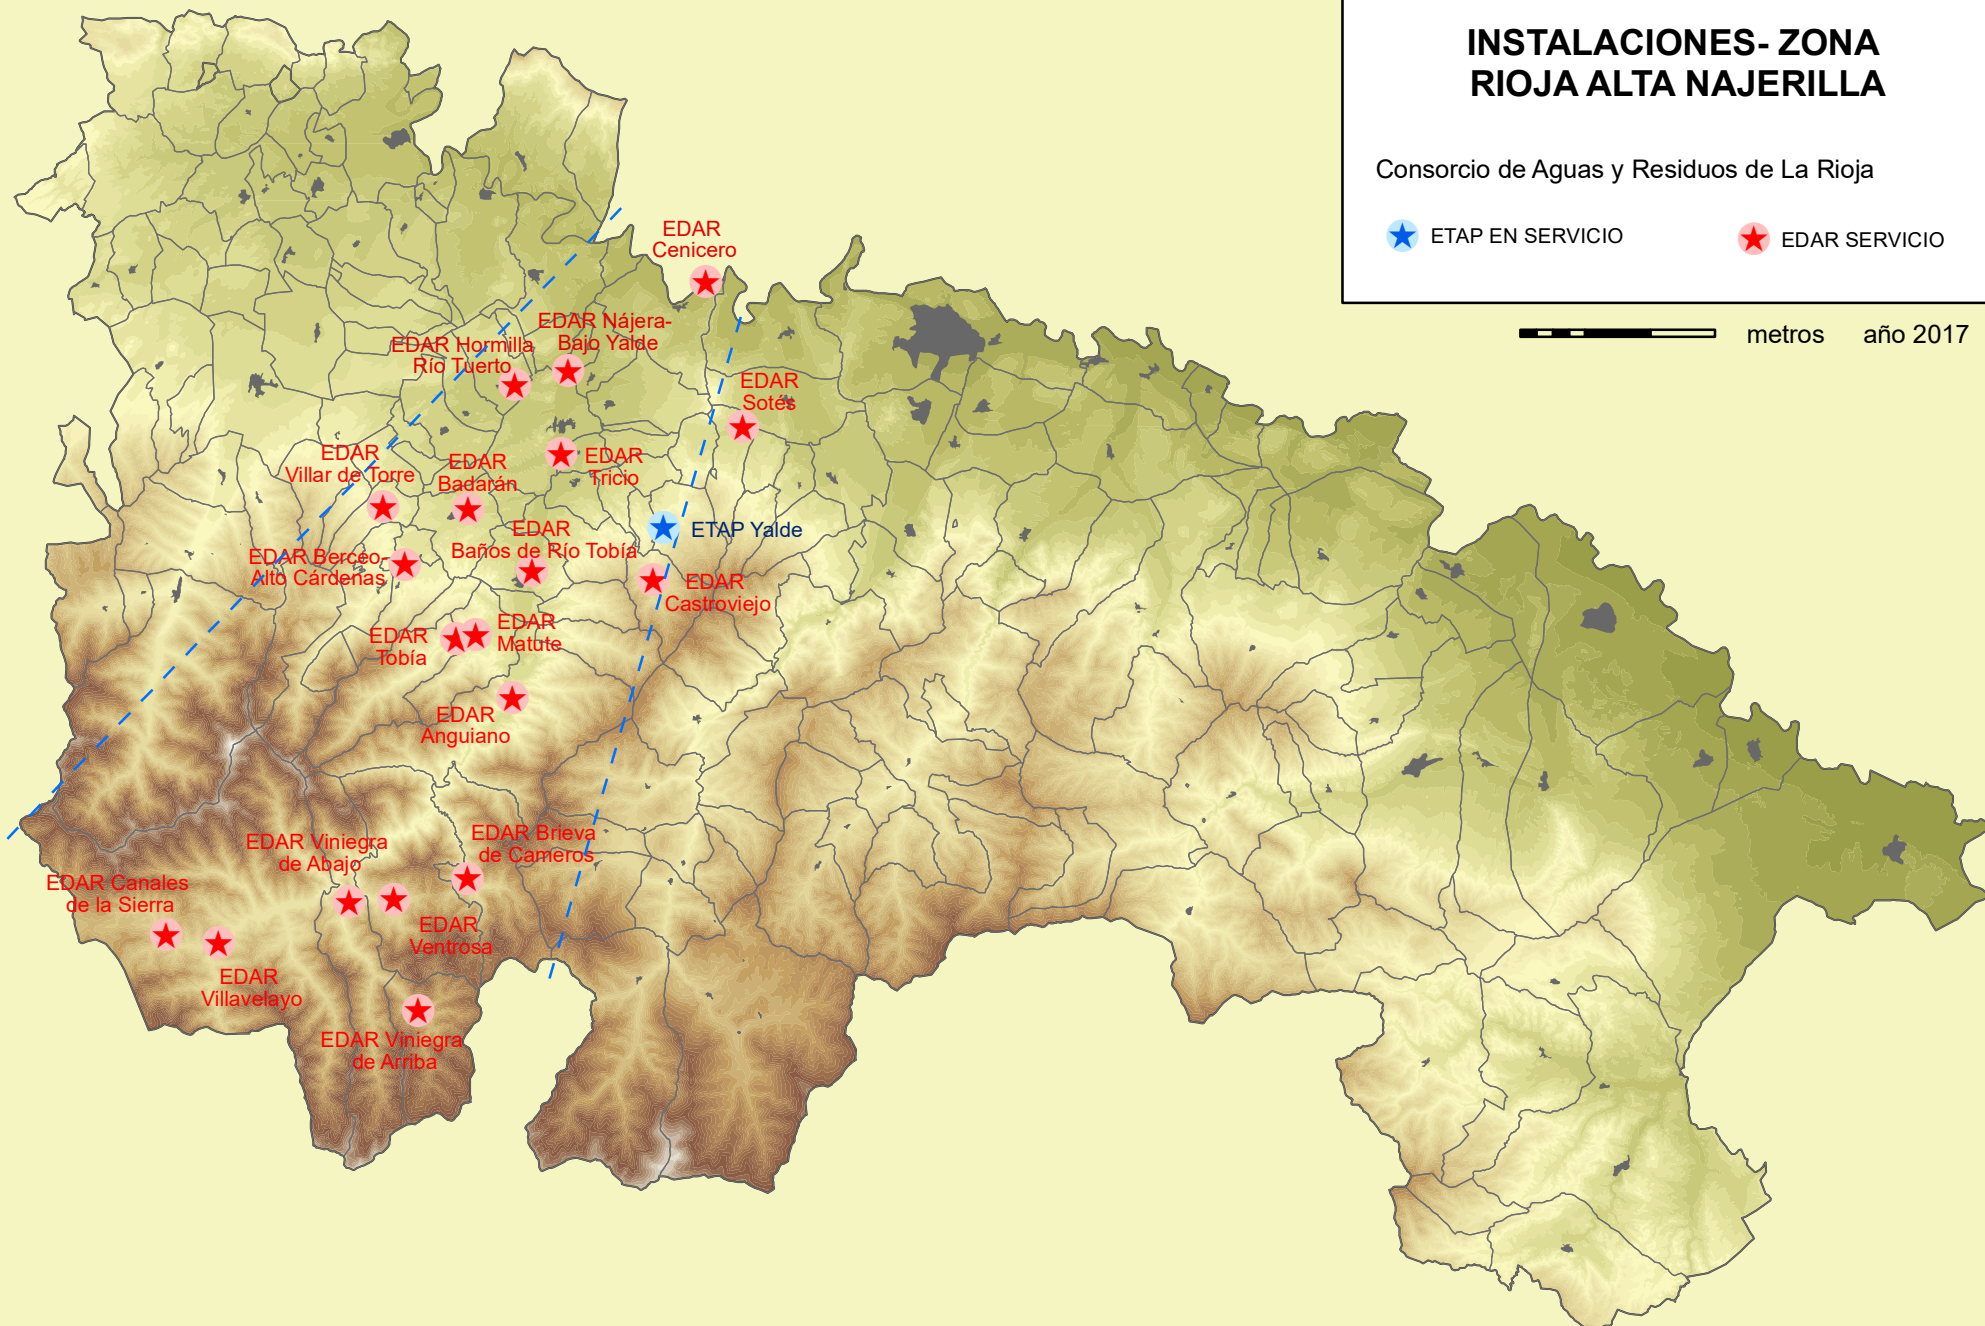 INSTALACIONES- ZONA
RIOJA ALTA NAJERILLA
Consorcio de Aguas y Residuos de La Rioja
ETAP EN SERVICIO
EDAR SERVICIO
metros
año 2017
EDAR
Cenicero
EDAR Nájera-
Bajo Yalde
EDAR Hormilla
Río Tuerto
EDAR
Sotés
EDAR
Villar de Torre
EDAR
Badarán
EDAR
Tricio
ETAP Yalde
EDAR
Baños de Río Tobía
EDAR Berceo-
Alto Cárdenas
EDAR
Castroviejo
EDAR
Tobía
EDAR
Matute
EDAR
Anguiano
EDAR Viniegra
de Abajo
EDAR Brieva
de Cameros
EDAR Canales
de la Sierra
EDAR
Ventrosa
EDAR
Villavelayo
EDAR Viniegra
de Arriba